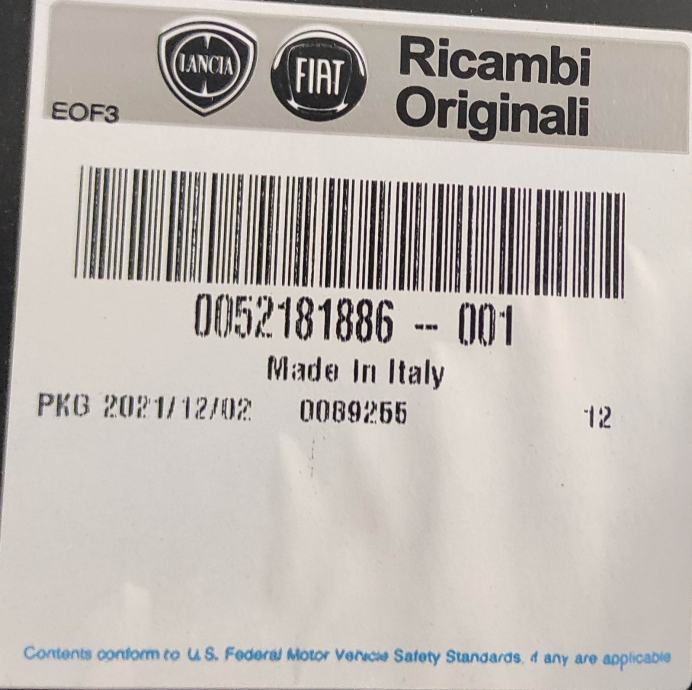 LANCIA FIAT Ricambi
Originali
EOF3
0052181886 -- 001
Made In Italy
PKG 2021/12/02 0089255 12
Contents conform to U.S. Federal Motor Vehicle Safety Standards, if any are applicable